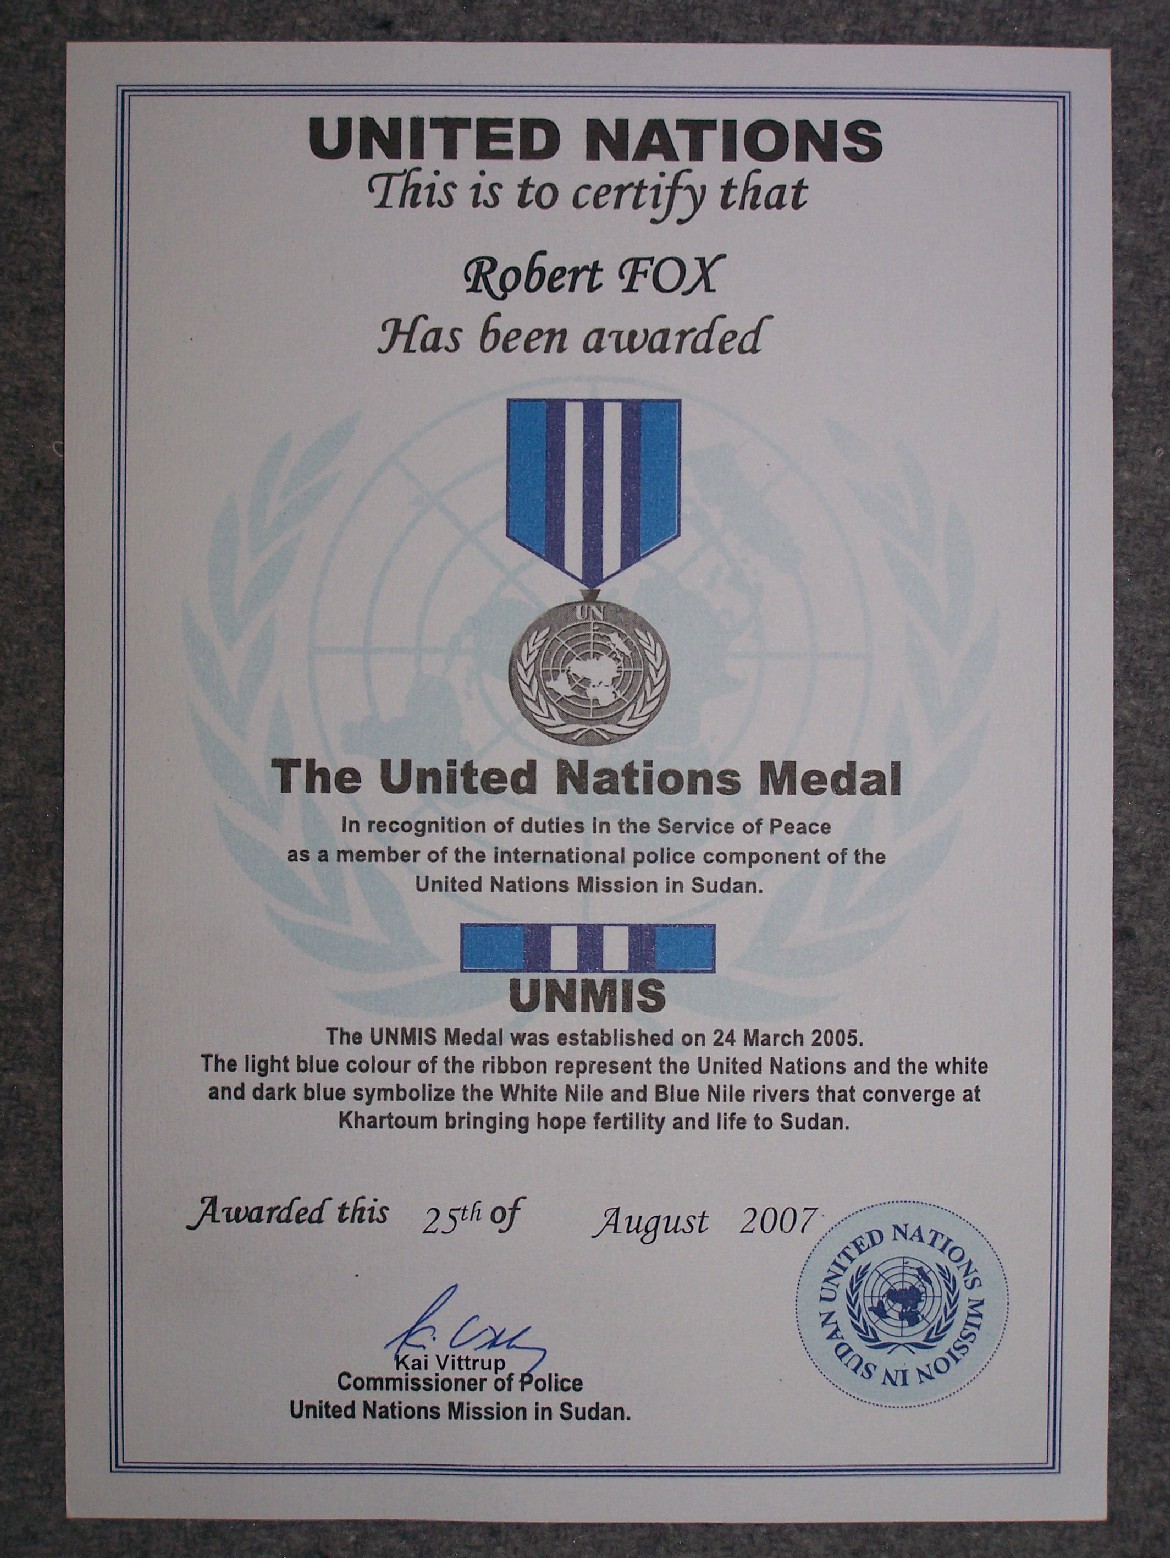 UNITED NATIONS
This is to certify that
Robert FOX
Has been awarded
UN
The United Nations Medal
In recognition of duties in the Service of Peace
as a member of the international police component of the
United Nations Mission in Sudan.
UNMIS
The UNMIS Medal was established on 24 March 2005.
The light blue colour of the ribbon represent the United Nations and the white
and dark blue symbolize the White Nile and Blue Nile rivers that converge at
Khartoum bringing hope fertility and life to Sudan.
Awarded this 25th of August 2007
UNITED NATIONS MISSION IN SUDAN
Kai Vittrup
Commissioner of Police
United Nations Mission in Sudan.